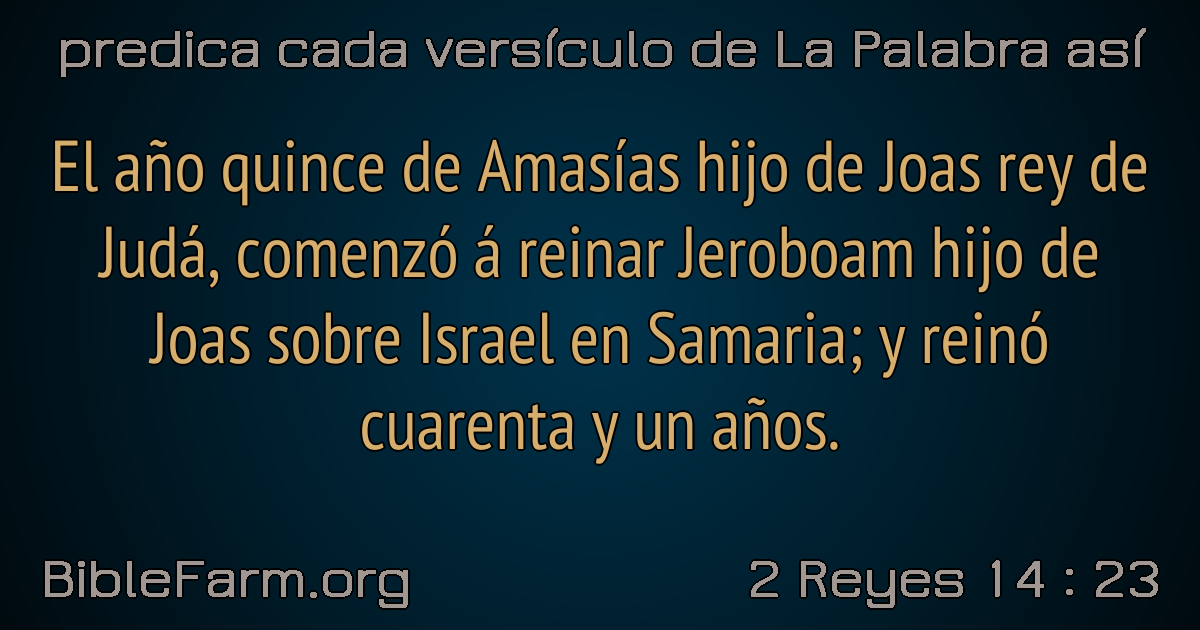 predica cada versículo de La Palabra así
El año quince de Amasías hijo de Joas rey de
Judá, comenzó á reinar Jeroboam hijo de
Joas sobre Israel en Samaria; y reinó
cuarenta y un años.
BibleFarm.org
2 Reyes 14 : 23